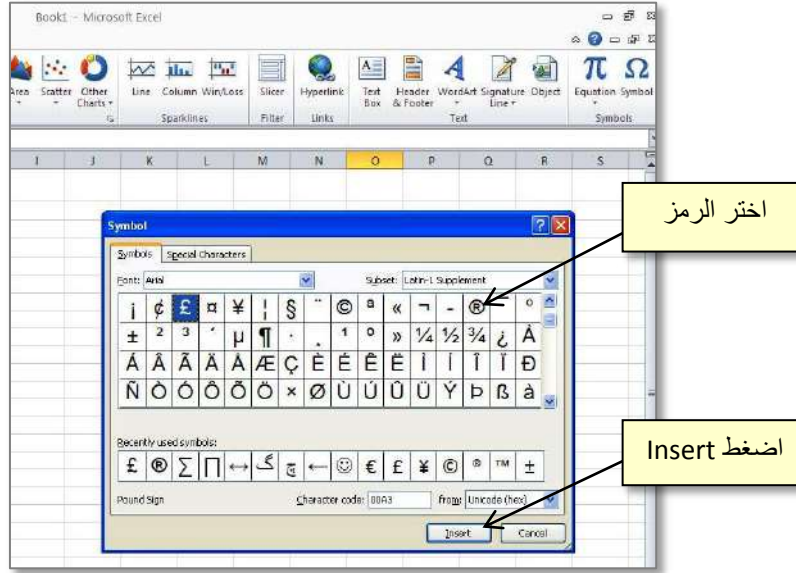 Book1 - Microsoft Excel
Area Scatter Other Charts Line Column Win/Loss Slicer Hyperlink Text Box Header & Footer WordArt Signature Line Object Equation Symbol
Sparklines Filter Links Text Symbols
I J K L M N O P Q R S
اختر الرمز
Symbol
Symbols Special Characters
Font: Arial Subset: Latin-1 Supplement
¡ ¢ £ ¤ ¥ ¦ § ¨ © ª « ¬ - ® ¯ °
± ² ³ ´ µ ¶ · ¸ ¹ º » ¼ ½ ¾ ¿ À
Á Â Ã Ä Å Æ Ç È É Ê Ë Ì Í Î Ï Ð
Ñ Ò Ó Ô Õ Ö × Ø Ù Ú Û Ü Ý Þ ß à
Recently used symbols:
£ ® ∑ ∏ ↔ گ چ ← ☺ € £ ¥ © ® ™ ±
اضغط Insert
Pound Sign Character code: 00A3 from: Unicode (hex)
Insert Cancel